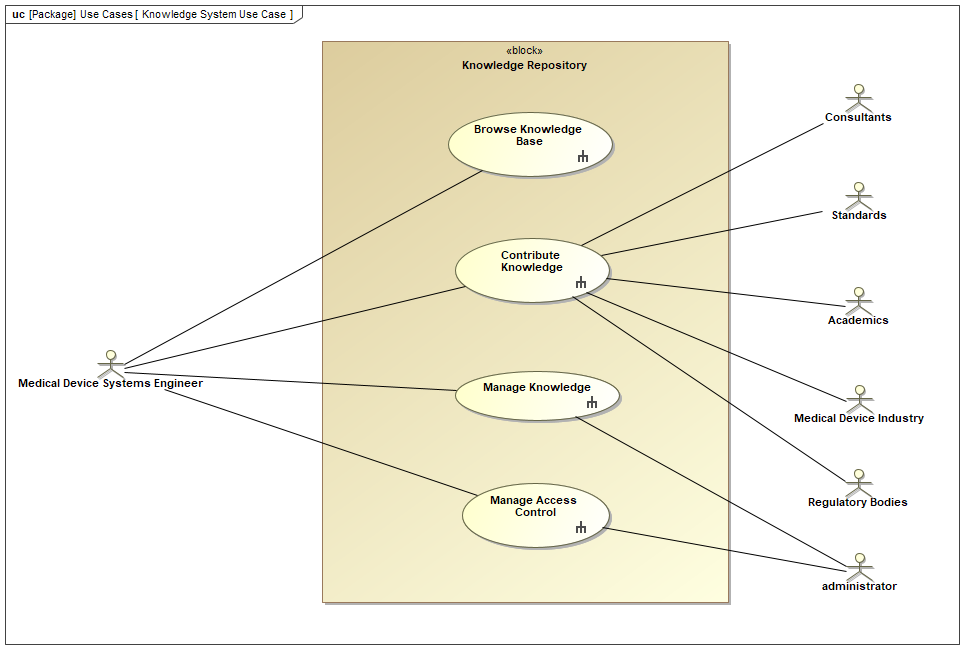 uc [Package] Use Cases [ Knowledge System Use Case ]
«block»
Knowledge Repository
Browse Knowledge
Base
Consultants
Standards
Contribute
Knowledge
Academics
Medical Device Systems Engineer
Manage Knowledge
Medical Device Industry
Manage Access
Control
Regulatory Bodies
administrator